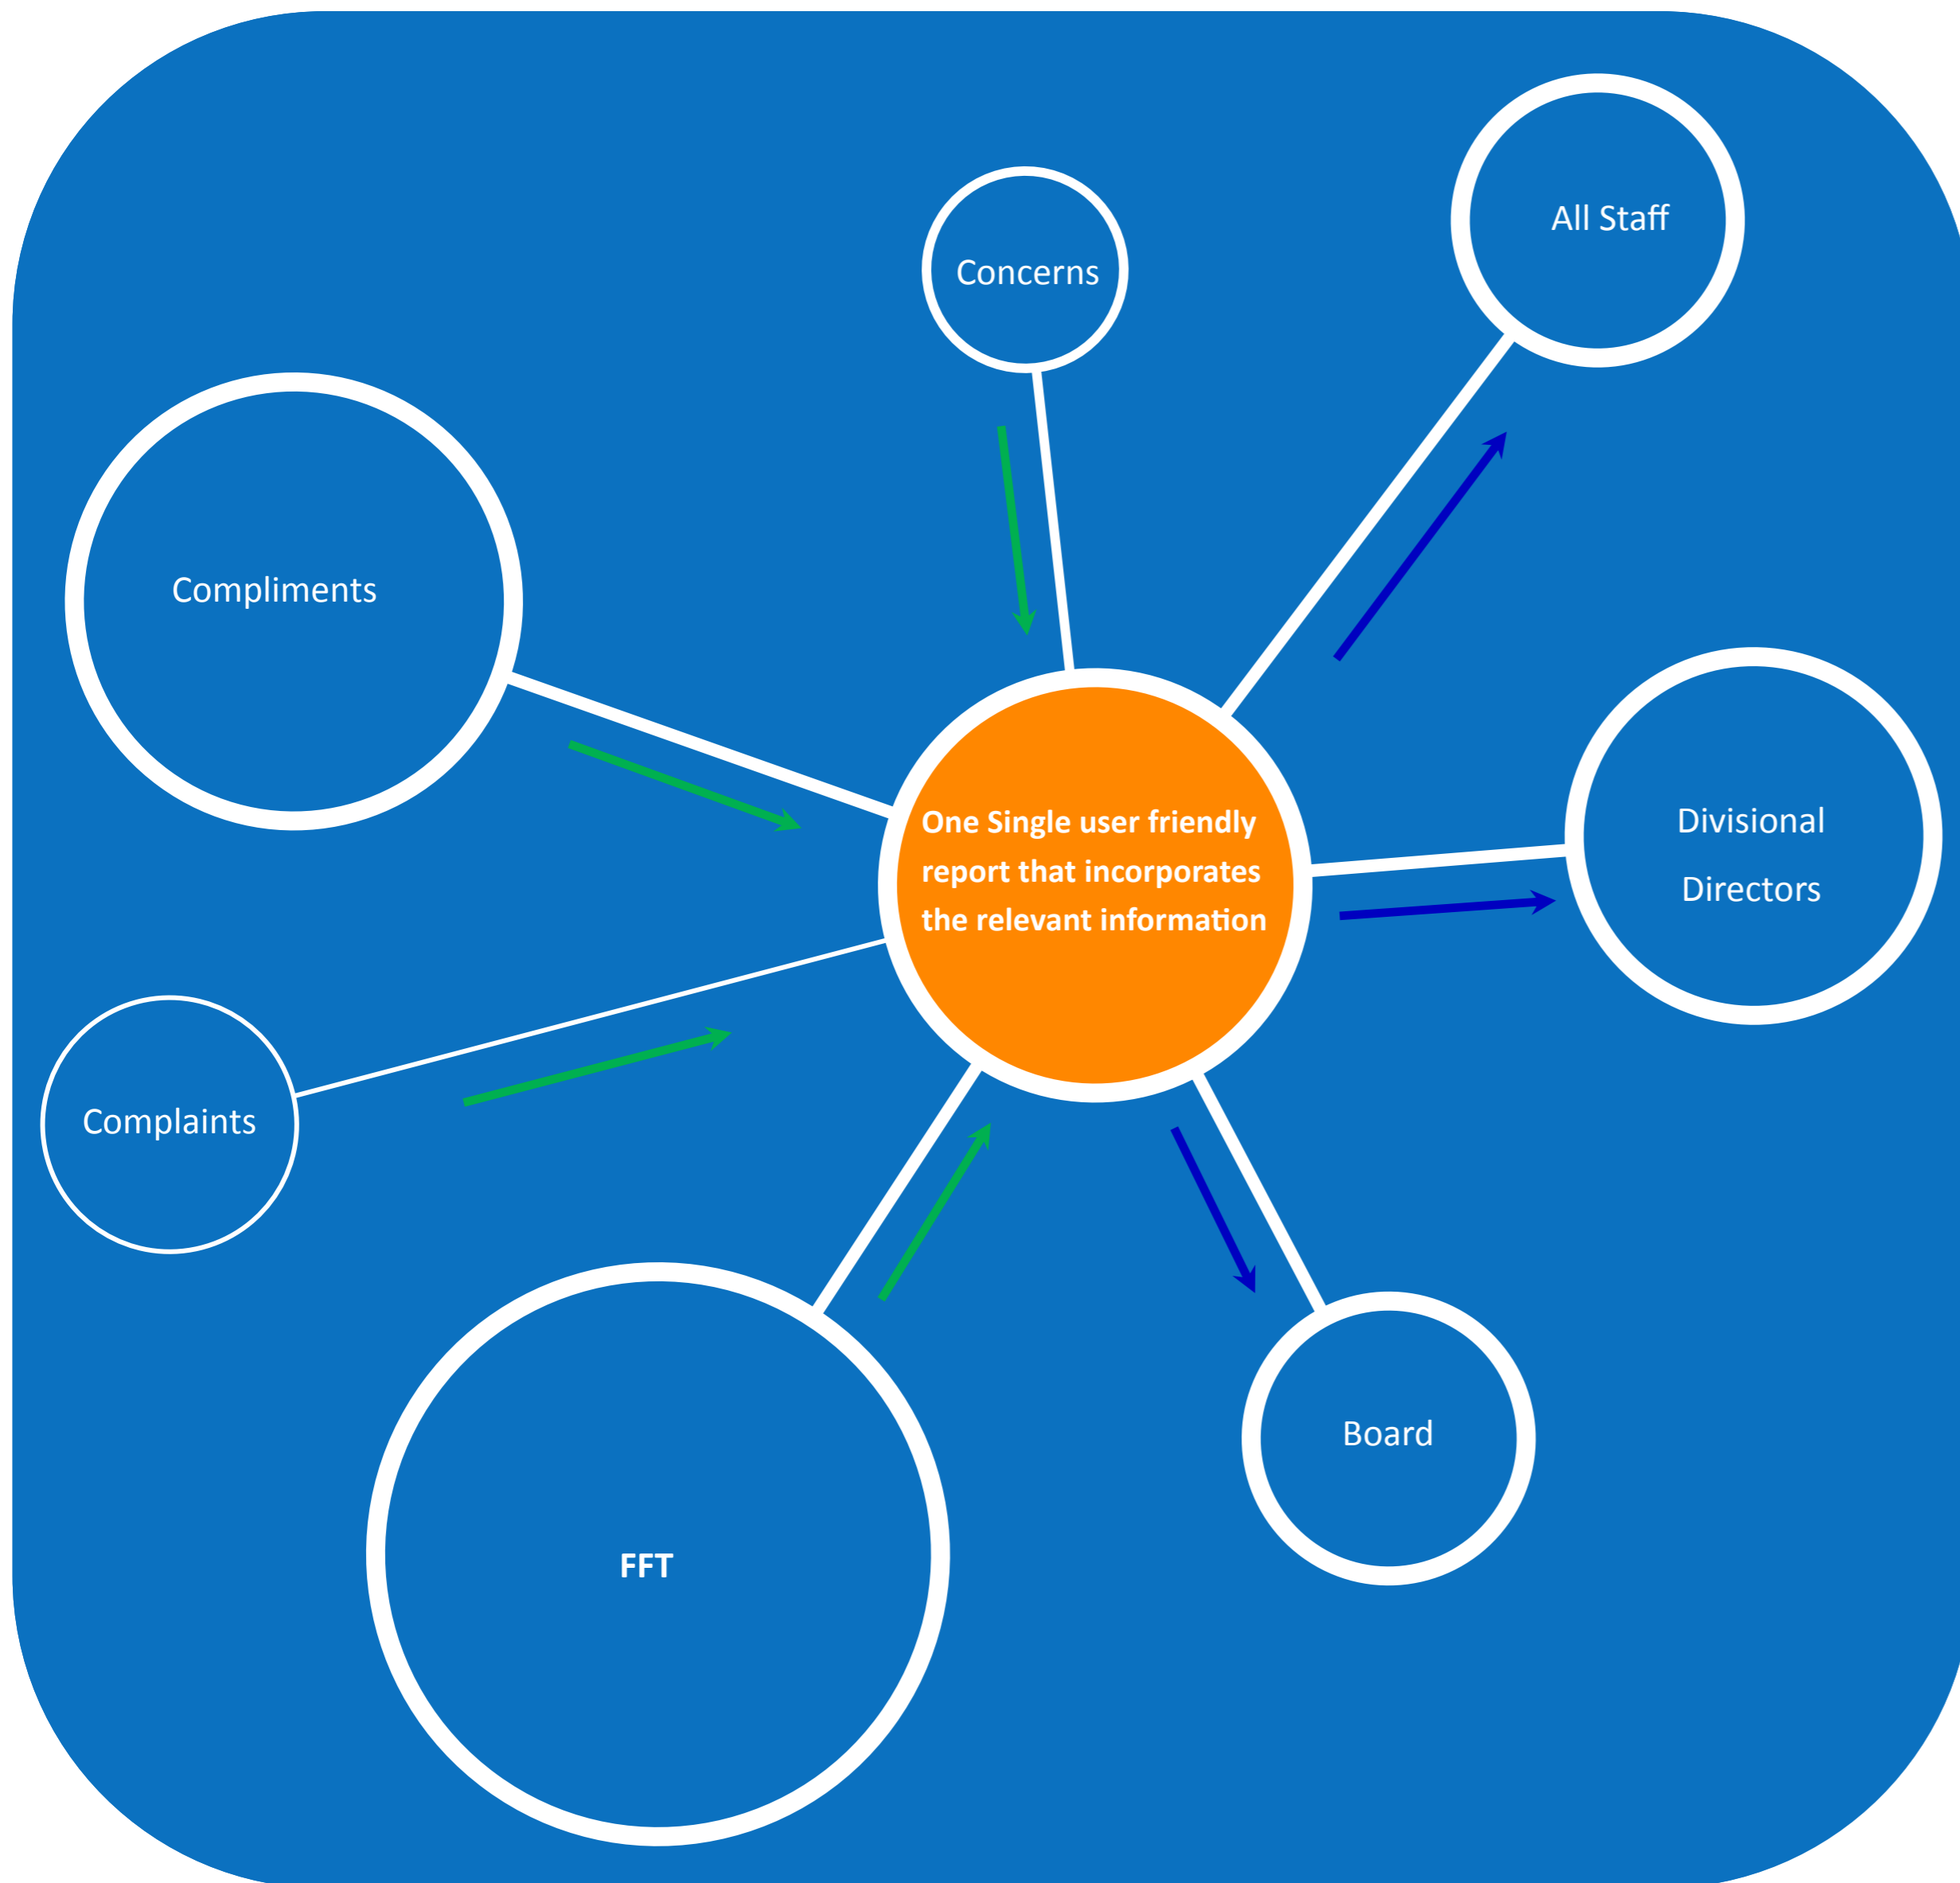 All Staff
Concerns
Compliments
One Single user friendly
report that incorporates
the relevant information
Divisional
Directors
Complaints
Board
FFT